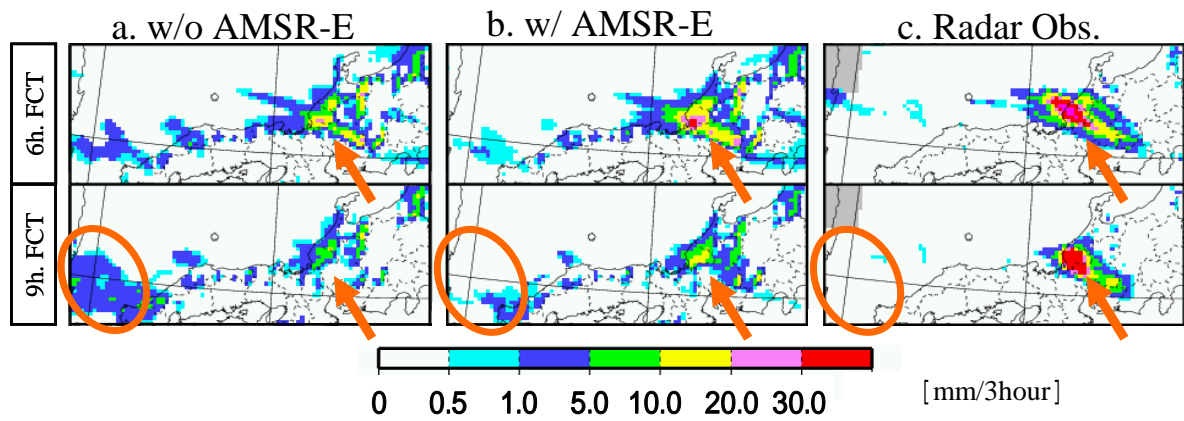 a. w/o AMSR-E
b. w/ AMSR-E
c. Radar Obs.
6h. FCT
9h. FCT
0 0.5 1.0 5.0 10.0 20.0 30.0
[mm/3hour]